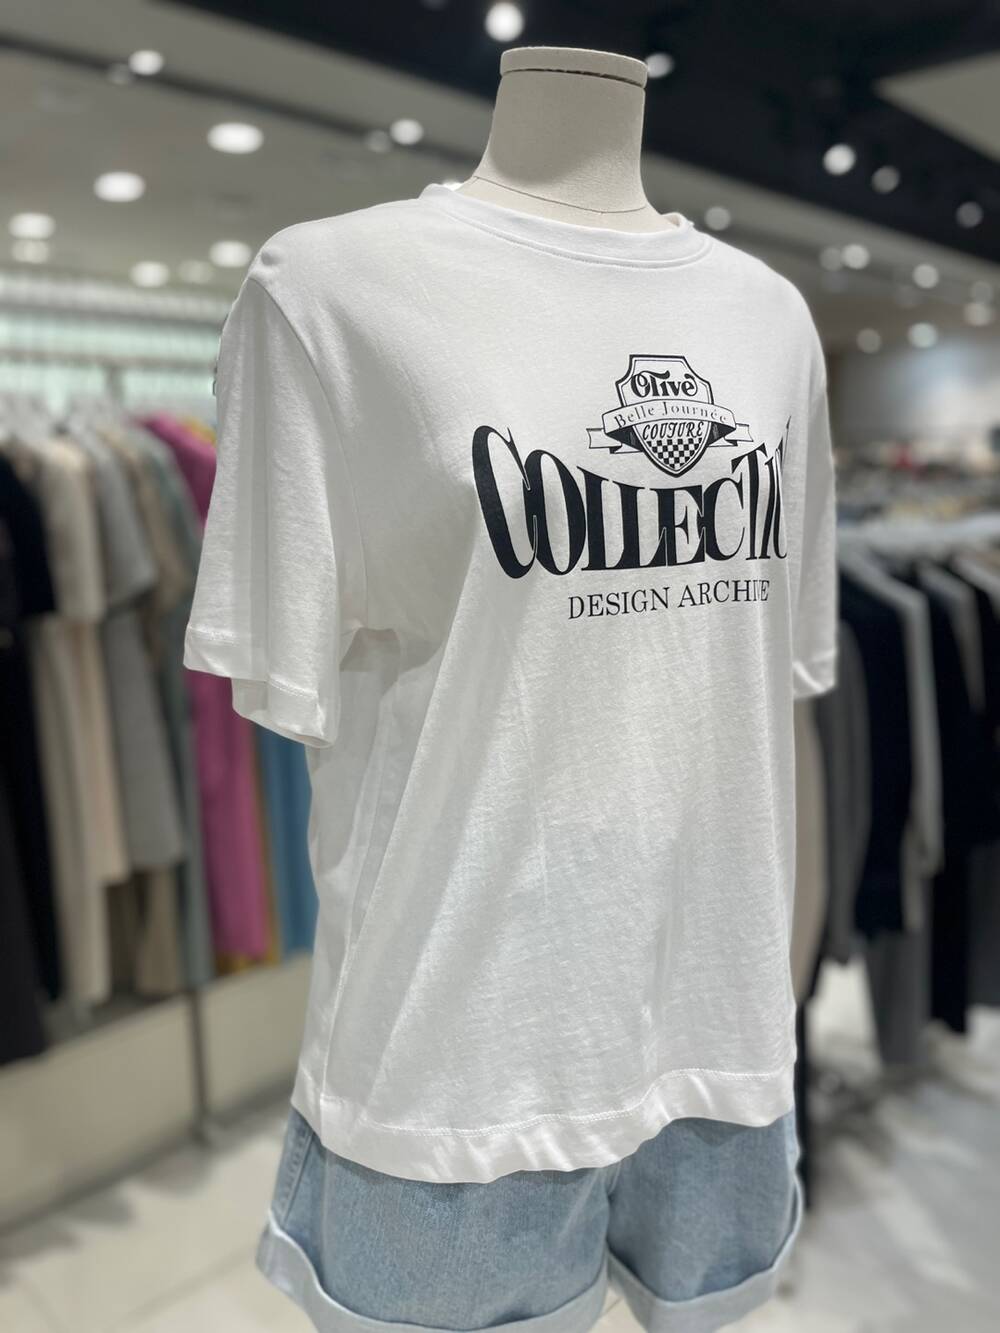 Olive
Belle Journée
COUTURE
COLLECTIO
DESIGN ARCHIVE